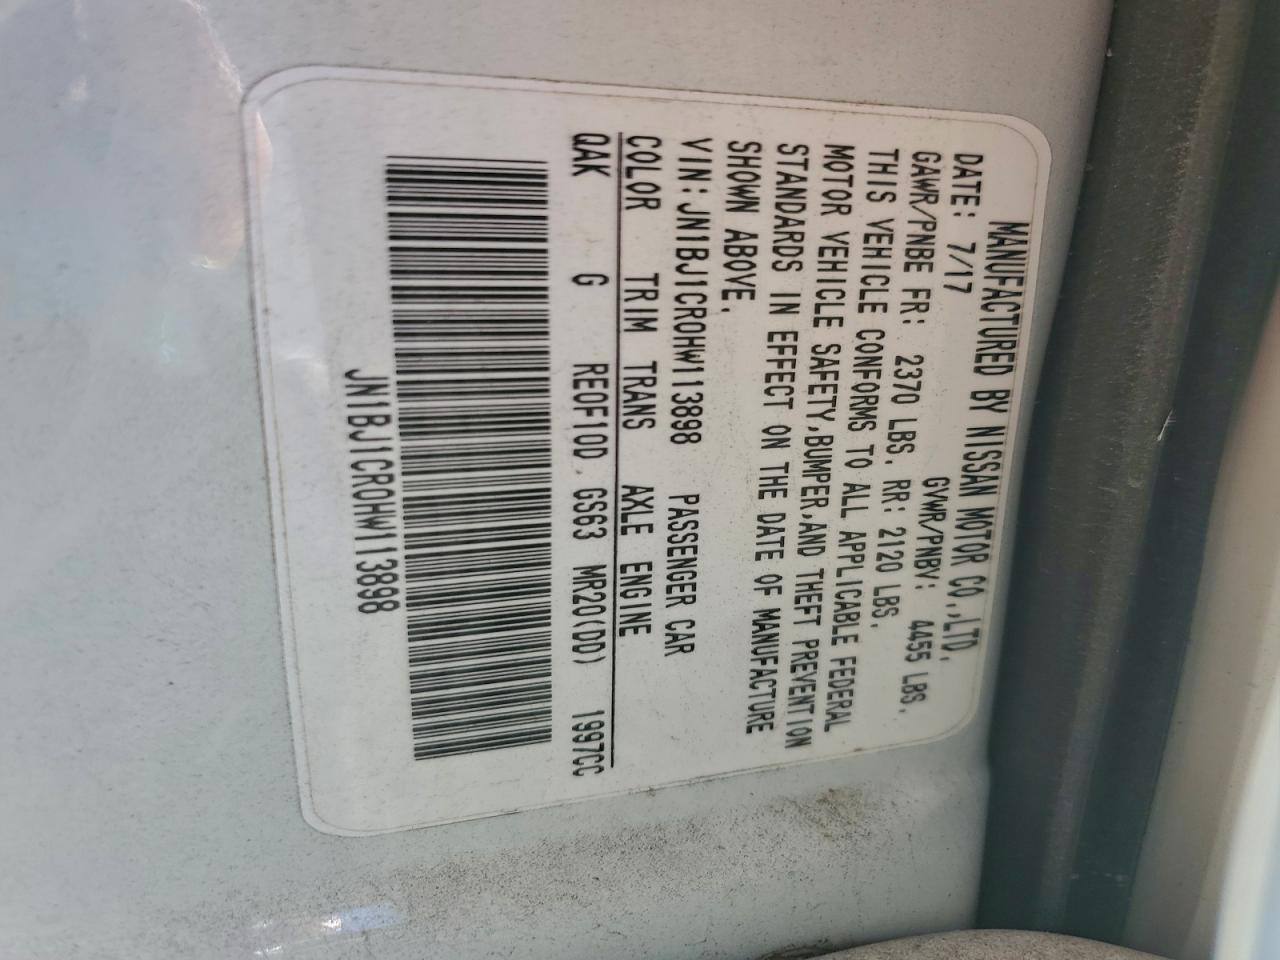 MANUFACTURED BY NISSAN MOTOR CO.,LTD.
DATE: 7/17 GVWR/PNBV: 4455 LBS.
GAWR/PNBE FR: 2370 LBS. RR: 2120 LBS.
THIS VEHICLE CONFORMS TO ALL APPLICABLE FEDERAL
MOTOR VEHICLE SAFETY,BUMPER,AND THEFT PREVENTION
STANDARDS IN EFFECT ON THE DATE OF MANUFACTURE
SHOWN ABOVE.
VIN:JN1BJ1CR0HW113898 PASSENGER CAR
COLOR TRIM TRANS AXLE ENGINE
QAK G RE0F10D GS63 MR20(DD) 1997CC
JN1BJ1CR0HW113898